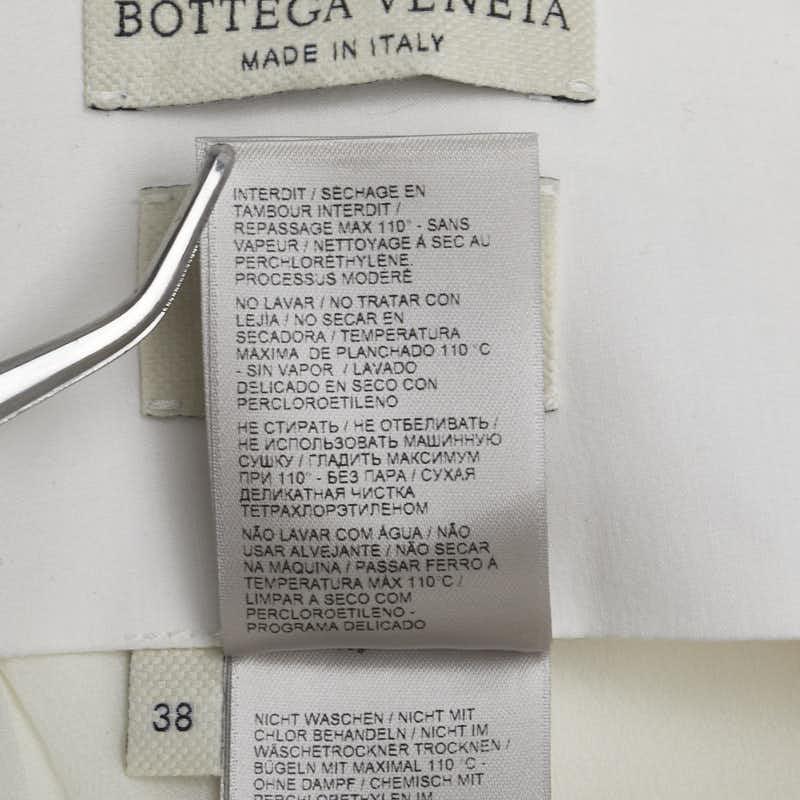 BOTTEGA VENETA
MADE IN ITALY
INTERDIT / SÉCHAGE EN
TAMBOUR INTERDIT /
REPASSAGE MAX 110° - SANS
VAPEUR / NETTOYAGE À SEC AU
PERCHLORÉTHYLÈNE.
PROCESSUS MODÉRÉ
NO LAVAR / NO TRATAR CON
LEJÍA / NO SECAR EN
SECADORA / TEMPERATURA
MÁXIMA DE PLANCHADO 110 °C
- SIN VAPOR / LAVADO
DELICADO EN SECO CON
PERCLOROETILENO
НЕ СТИРАТЬ / НЕ ОТБЕЛИВАТЬ /
НЕ ИСПОЛЬЗОВАТЬ МАШИННУЮ
СУШКУ / ГЛАДИТЬ МАКСИМУМ
ПРИ 110° - БЕЗ ПАРА / СУХАЯ
ДЕЛИКАТНАЯ ЧИСТКА
ТЕТРАХЛОРЭТИЛЕНОМ
NÃO LAVAR COM ÁGUA / NÃO
USAR ALVEJANTE / NÃO SECAR
NA MÁQUINA / PASSAR FERRO A
TEMPERATURA MÁX 110°C /
LIMPAR A SECO COM
PERCLOROETILENO -
PROGRAMA DELICADO
38
NICHT WASCHEN / NICHT MIT
CHLOR BEHANDELN / NICHT IM
WÄSCHETROCKNER TROCKNEN /
BÜGELN MIT MAXIMAL 110 °C -
OHNE DAMPF / CHEMISCH MIT
PERCHLORETHYLEN IM